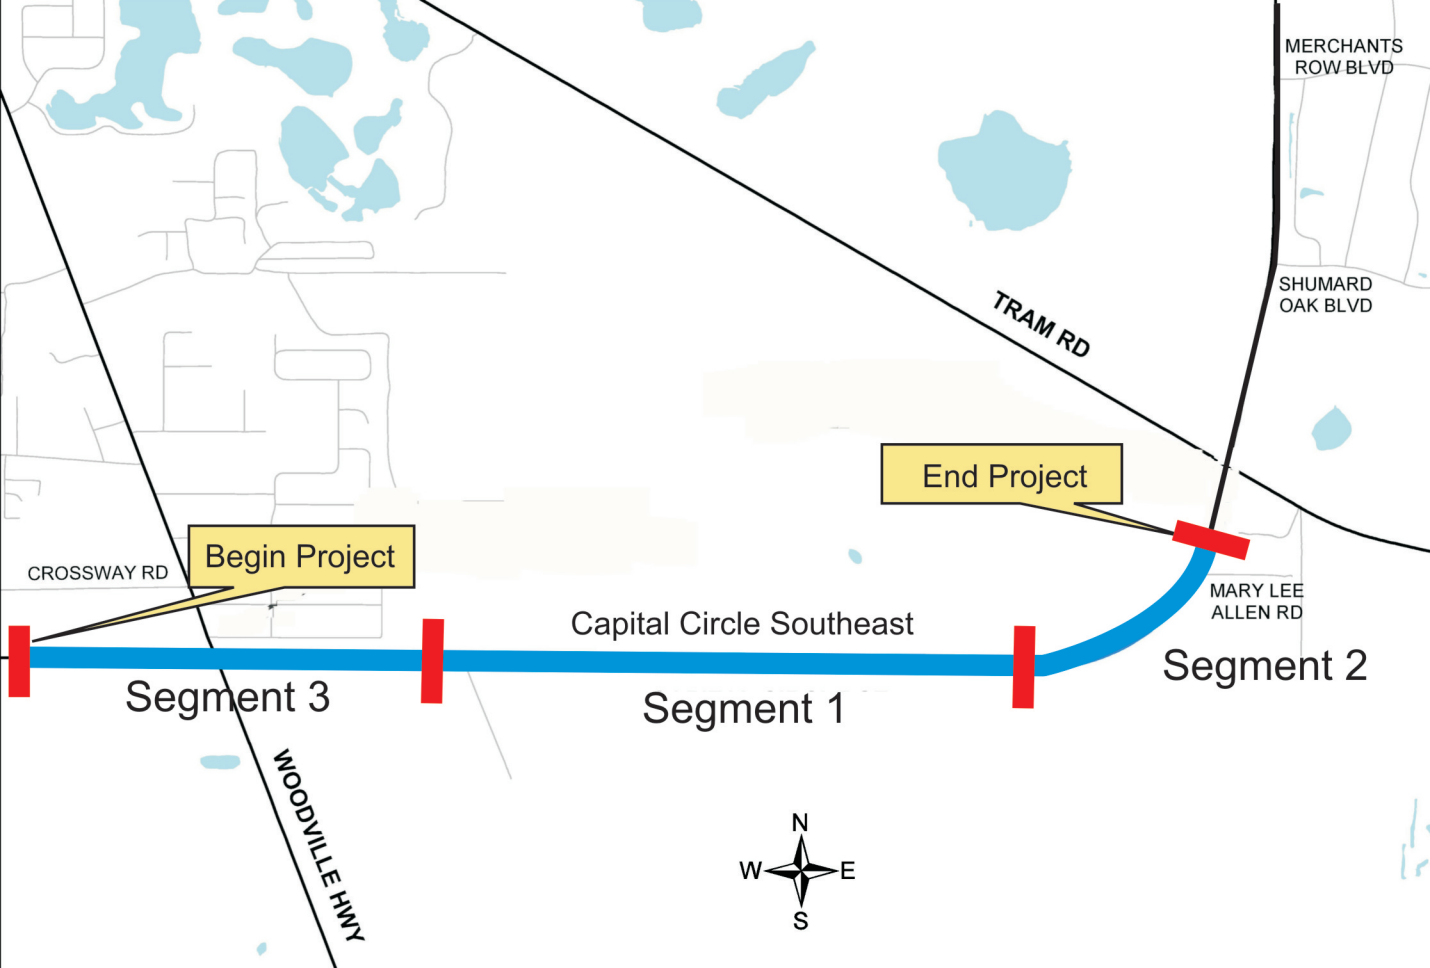 MERCHANTS
ROW BLVD
SHUMARD
OAK BLVD
TRAM RD
End Project
Begin Project
CROSSWAY RD
MARY LEE
ALLEN RD
Capital Circle Southeast
Segment 2
Segment 3
Segment 1
WOODVILLE HWY
N
W E
S